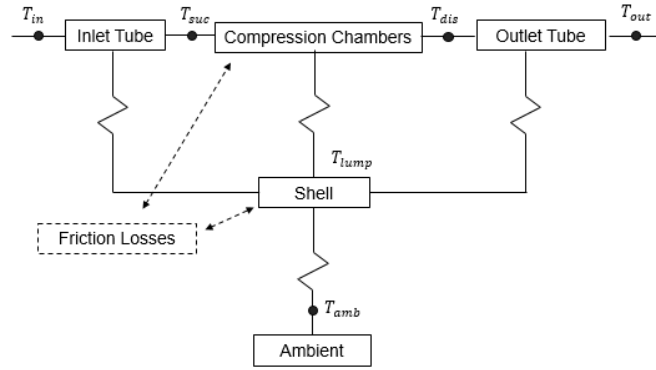 T_in
T_suc
T_dis
T_out
Inlet Tube
Compression Chambers
Outlet Tube
T_lump
Shell
Friction Losses
T_amb
Ambient